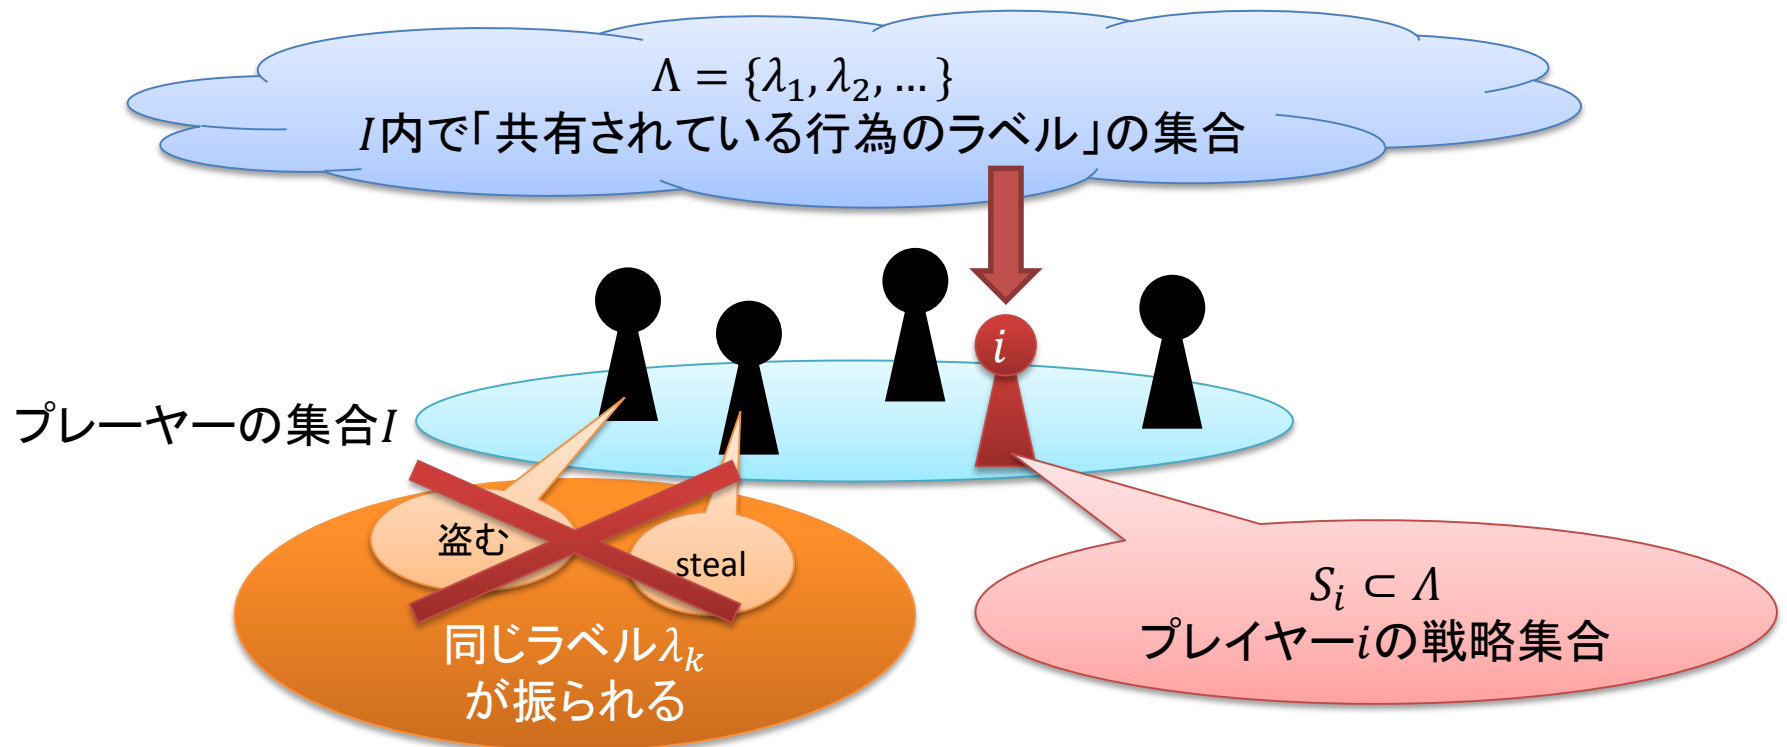 Λ = {λ₁, λ₂, … }
I内で「共有されている行為のラベル」の集合
i
プレーヤーの集合I
盗む
steal
同じラベルλₖ
が振られる
Sᵢ ⊂ Λ
プレイヤーiの戦略集合